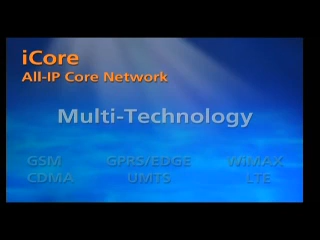 iCore
All-IP Core Network
Multi-Technology
GSM GPRS/EDGE WiMAX
CDMA UMTS LTE